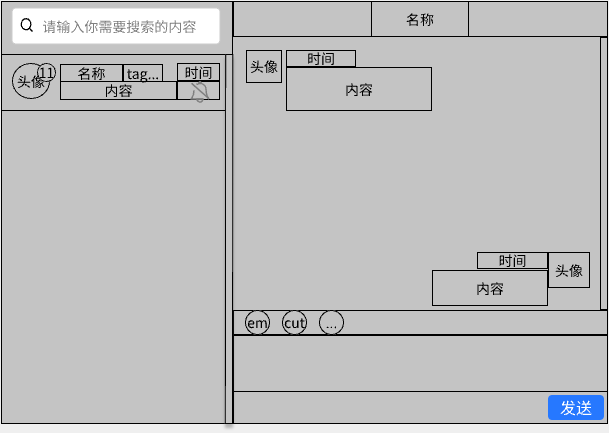 请输入你需要搜索的内容
头像
11
名称
tag...
时间
内容
名称
头像
时间
内容
时间
头像
内容
em
cut
...
发送